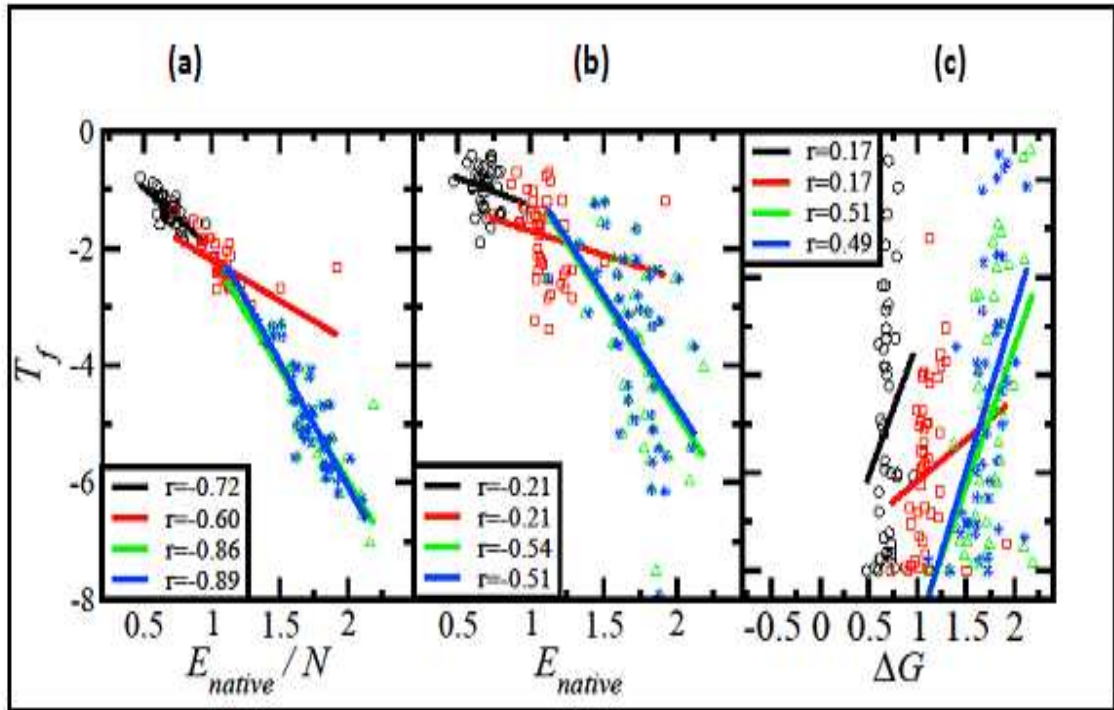 (a) (b) (c)
0
-2
-4
-6
-8
T_f
r=-0.72
r=-0.60
r=-0.86
r=-0.89
r=-0.21
r=-0.21
r=-0.54
r=-0.51
r=0.17
r=0.17
r=0.51
r=0.49
0.5 1 1.5 2 0.5 1 1.5 2 -0.5 0 0.5 1 1.5 2
E_native / N E_native ΔG